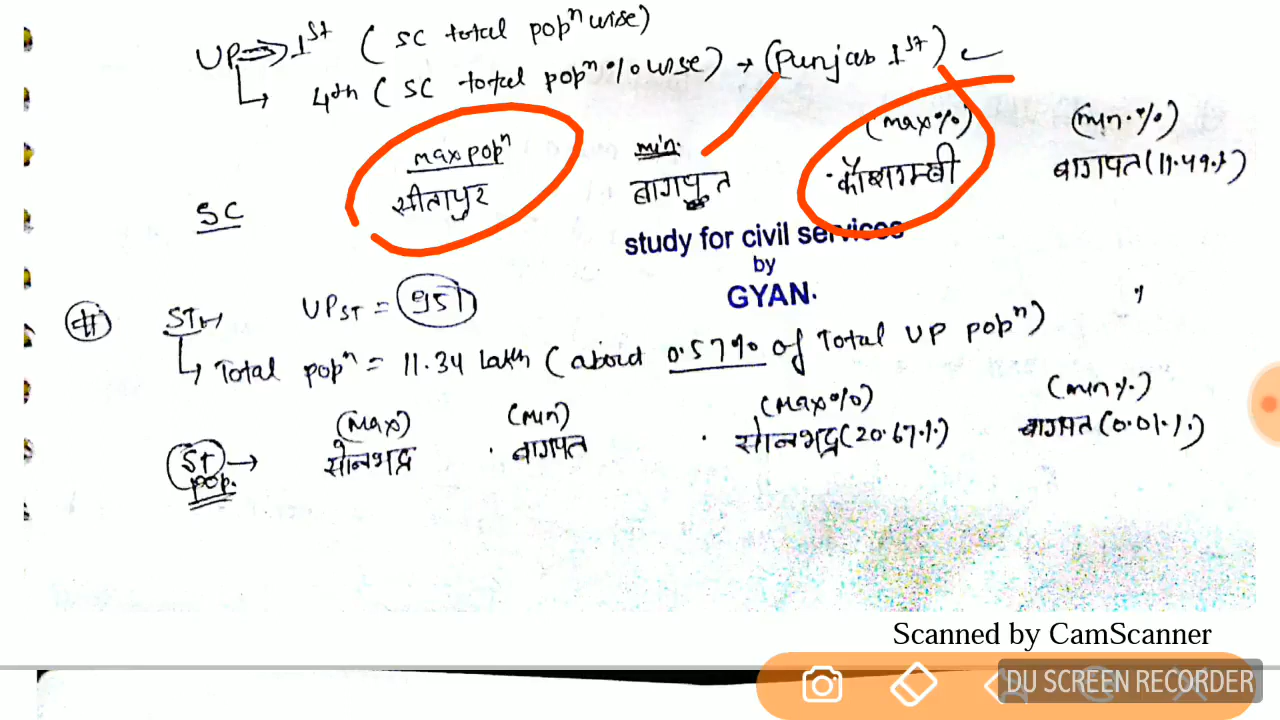 UP ⇒ 1st ( SC total popn wise)
↳ 4th ( SC total popn % wise) → (Punjab 1st)
max popn min. (max%) (min.%)
SC सीतापुर बागपत कौशाम्बी बागपत (11.49%)
study for civil services
by
GYAN.
# ST UPST = 951
↳ Total popn = 11.34 lakh (about 0.57% of Total UP popn)
(Max) (Min) (Max%) (min%)
ST → सोनभद्र बागपत सोनभद्र (20.67%) बागपत (0.01%)
pop.
Scanned by CamScanner
DU SCREEN RECORDER